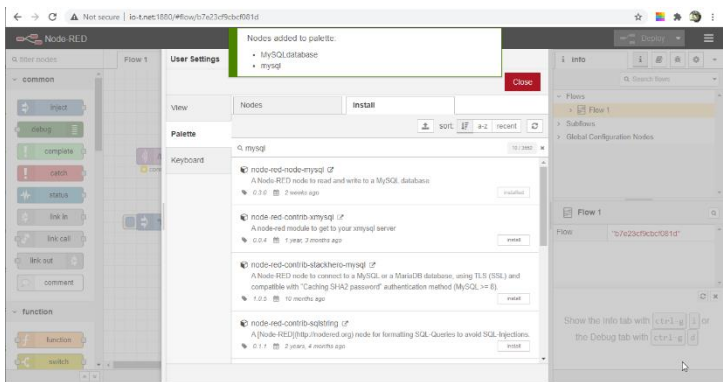 Not secure | io-t.net:1880/#flow/b7e23cf9cbcf081d
Node-RED
Deploy
Nodes added to palette:
MySQLdatabase
mysql
filter nodes
Flow 1
User Settings
Close
info
common
inject
debug
complete
catch
status
link in
link call
link out
comment
function
function
switch
View
Palette
Keyboard
Nodes
Install
sort:
a-z
recent
mysql
node-red-node-mysql
A Node-RED node to read and write to a MySQL database
0.3.0 2 weeks ago
installed
node-red-contrib-xmysql
A node-red module to get to your xmysql server
0.0.4 1 year, 3 months ago
install
node-red-contrib-stackhero-mysql
A Node-RED node to connect to a MySQL or a MariaDB database, using TLS (SSL) and
compatible with "Caching SHA2 password" authentication method (MySQL >= 8).
1.0.5 10 months ago
install
node-red-contrib-sqlstring
A [Node-RED](http://nodered.org) node for formatting SQL-Queries to avoid SQL-Injections.
0.1.1 2 years, 4 months ago
install
Flows
Flow 1
Subflows
Global Configuration Nodes
Flow 1
Flow "b7e23cf9cbcf081d"
Show the Info tab with ctrl-g i or
the Debug tab with ctrl-g d